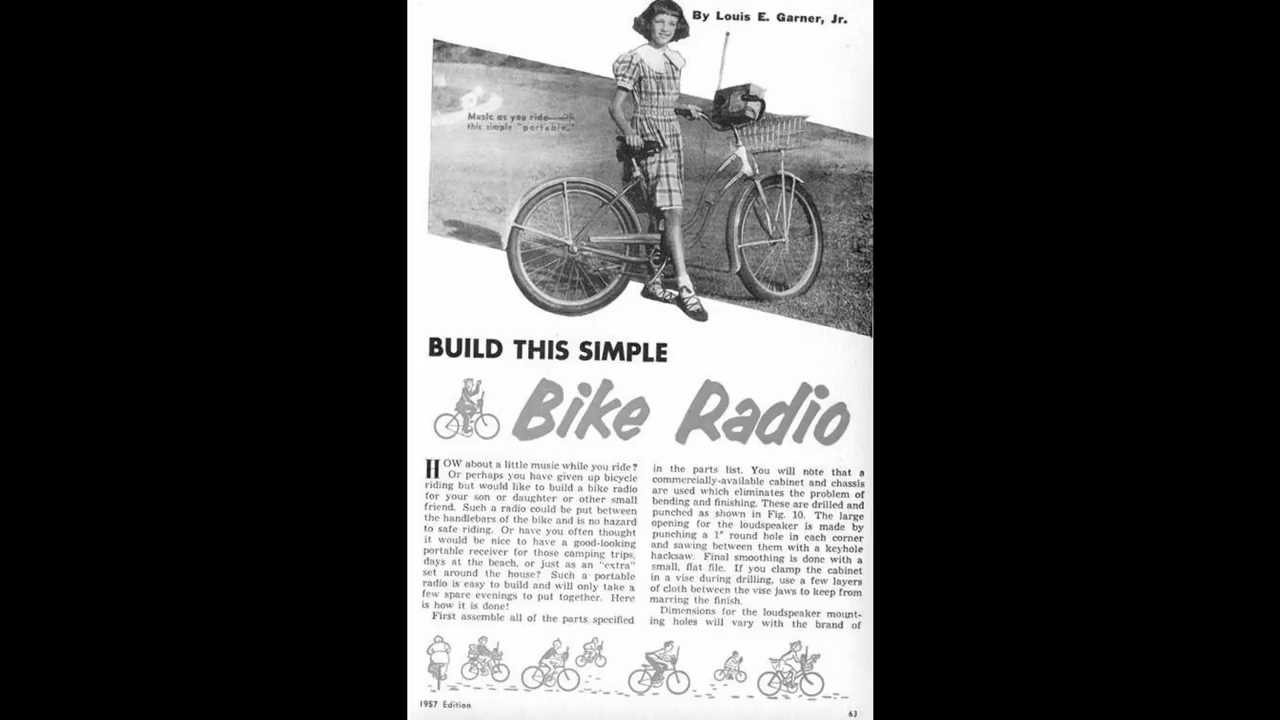 By Louis E. Garner, Jr.
Music as you ride—with
this simple "portable."
BUILD THIS SIMPLE
Bike Radio
HOW about a little music while you ride?
Or perhaps you have given up bicycle
riding but would like to build a bike radio
for your son or daughter or other small
friend. Such a radio could be put between
the handlebars of the bike and is no hazard
to safe riding. Or have you often thought
it would be nice to have a good-looking
portable receiver for those camping trips,
days at the beach, or just as an "extra"
set around the house? Such a portable
radio is easy to build and will only take a
few spare evenings to put together. Here
is how it is done!
First assemble all of the parts specified
in the parts list. You will note that a
commercially-available cabinet and chassis
are used which eliminates the problem of
bending and finishing. These are drilled and
punched as shown in Fig. 10. The large
opening for the loudspeaker is made by
punching a 1" round hole in each corner
and sawing between them with a keyhole
hacksaw. Final smoothing is done with a
small, flat file. If you clamp the cabinet
in a vise during drilling, use a few layers
of cloth between the vise jaws to keep from
marring the finish.
Dimensions for the loudspeaker mount-
ing holes will vary with the brand of
1957 Edition
63